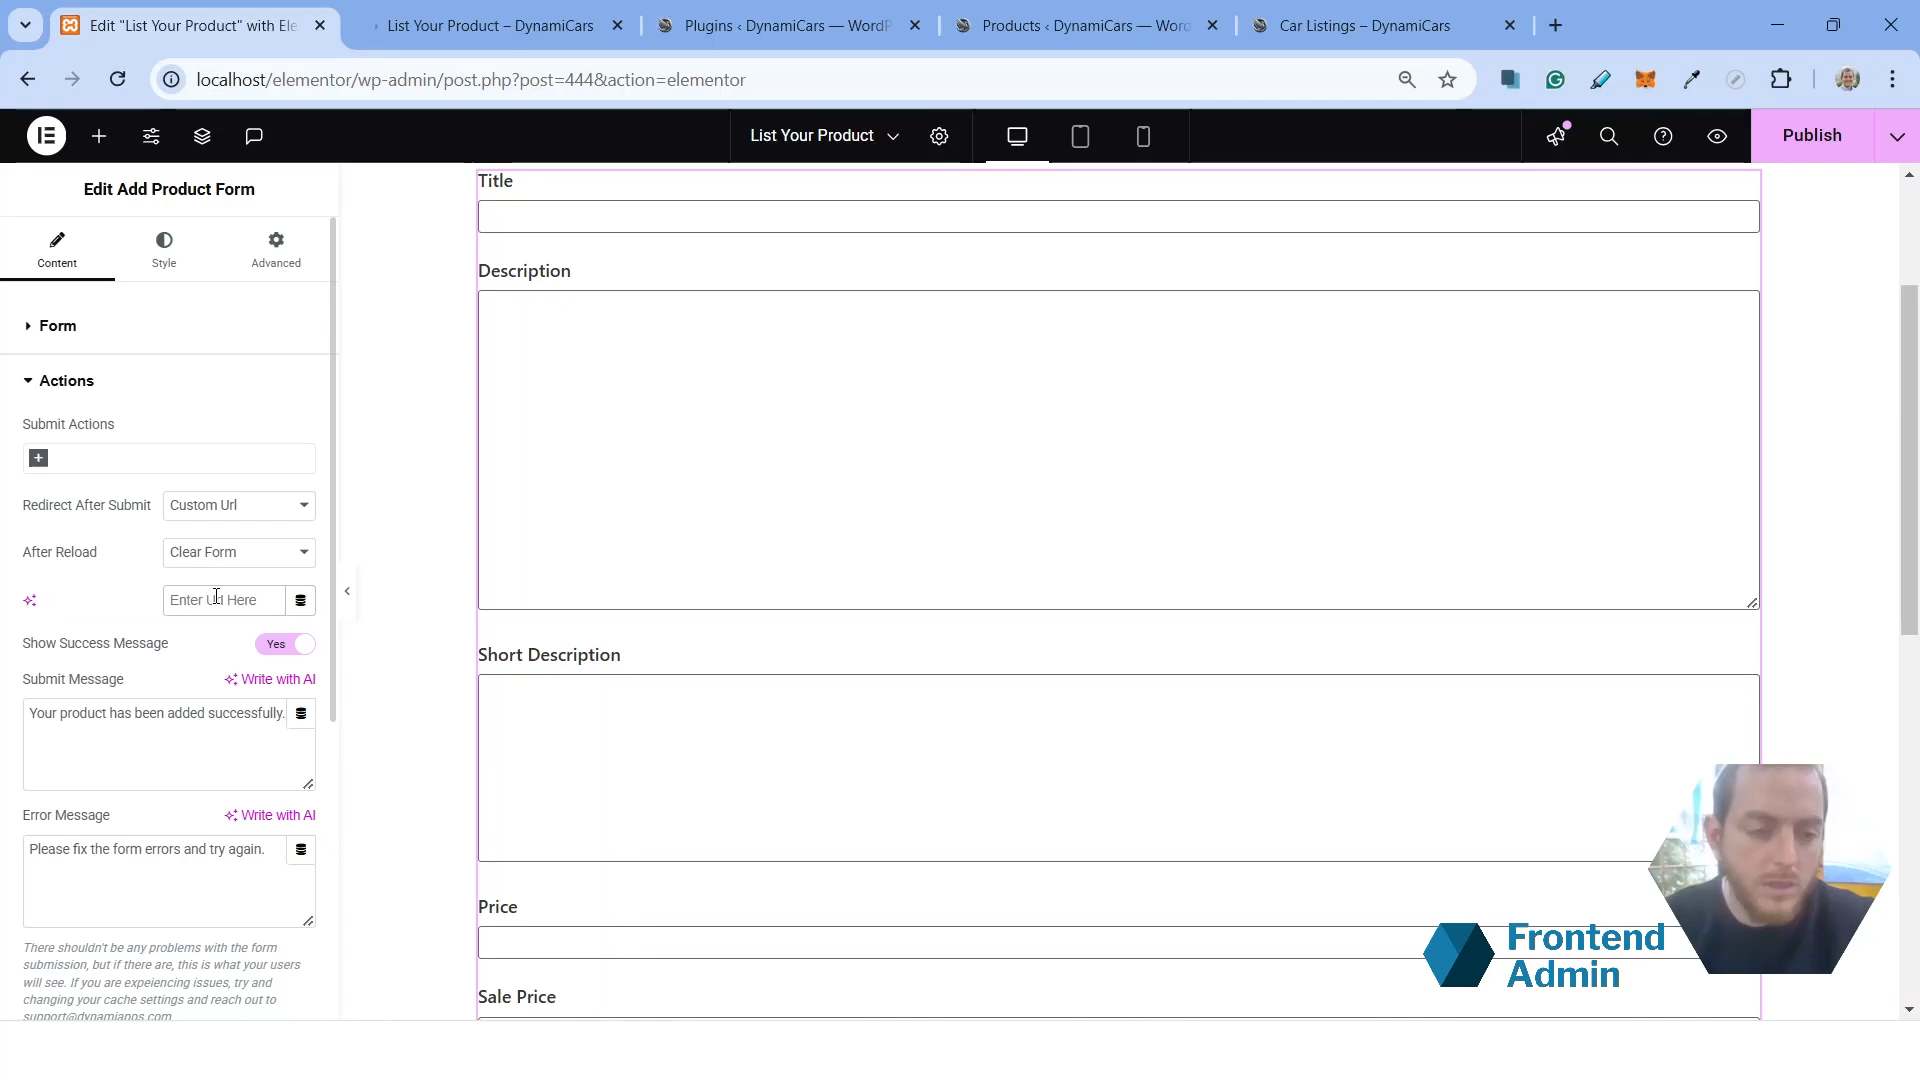 Edit "List Your Product" with Ele
List Your Product – DynamiCars
Plugins ‹ DynamiCars — WordP
Products ‹ DynamiCars — Word
Car Listings – DynamiCars
localhost/elementor/wp-admin/post.php?post=444&action=elementor
List Your Product
Publish
Edit Add Product Form
Content
Style
Advanced
Form
Actions
Submit Actions
Redirect After Submit
Custom Url
After Reload
Clear Form
Enter Url Here
Show Success Message
Yes
Submit Message
Write with AI
Your product has been added successfully.
Error Message
Write with AI
Please fix the form errors and try again.
There shouldn't be any problems with the form
submission, but if there are, this is what your users
will see. If you are expeiencing issues, try and
changing your cache settings and reach out to
support@dynamiapps.com
Title
Description
Short Description
Price
Sale Price
Frontend
Admin